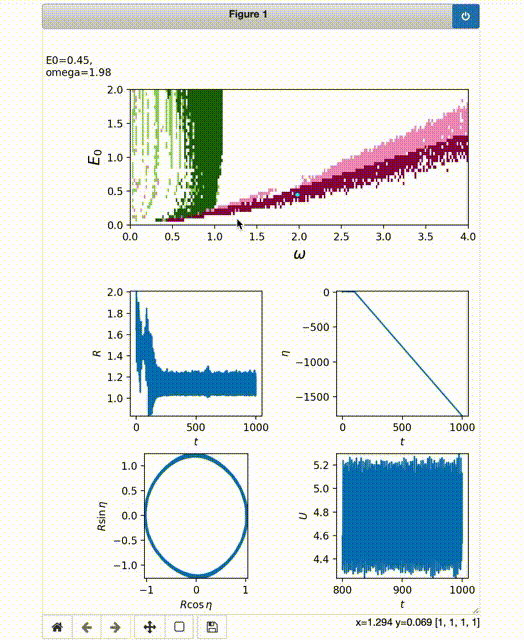 Figure 1
E0=0.45,
omega=1.98
2.0
1.5
1.0
0.5
0.0
E₀
0.0 0.5 1.0 1.5 2.0 2.5 3.0 3.5 4.0
ω
2.0
1.8
1.6
1.4
1.2
1.0
R
0 500 1000
t
0
−500
−1000
−1500
η
0 500 1000
t
1.0
0.5
0.0
−0.5
−1.0
Rsin η
−1 0 1
Rcos η
5.2
5.0
4.8
4.6
4.4
U
800 900 1000
t
x=1.294 y=0.069 [1, 1, 1, 1]